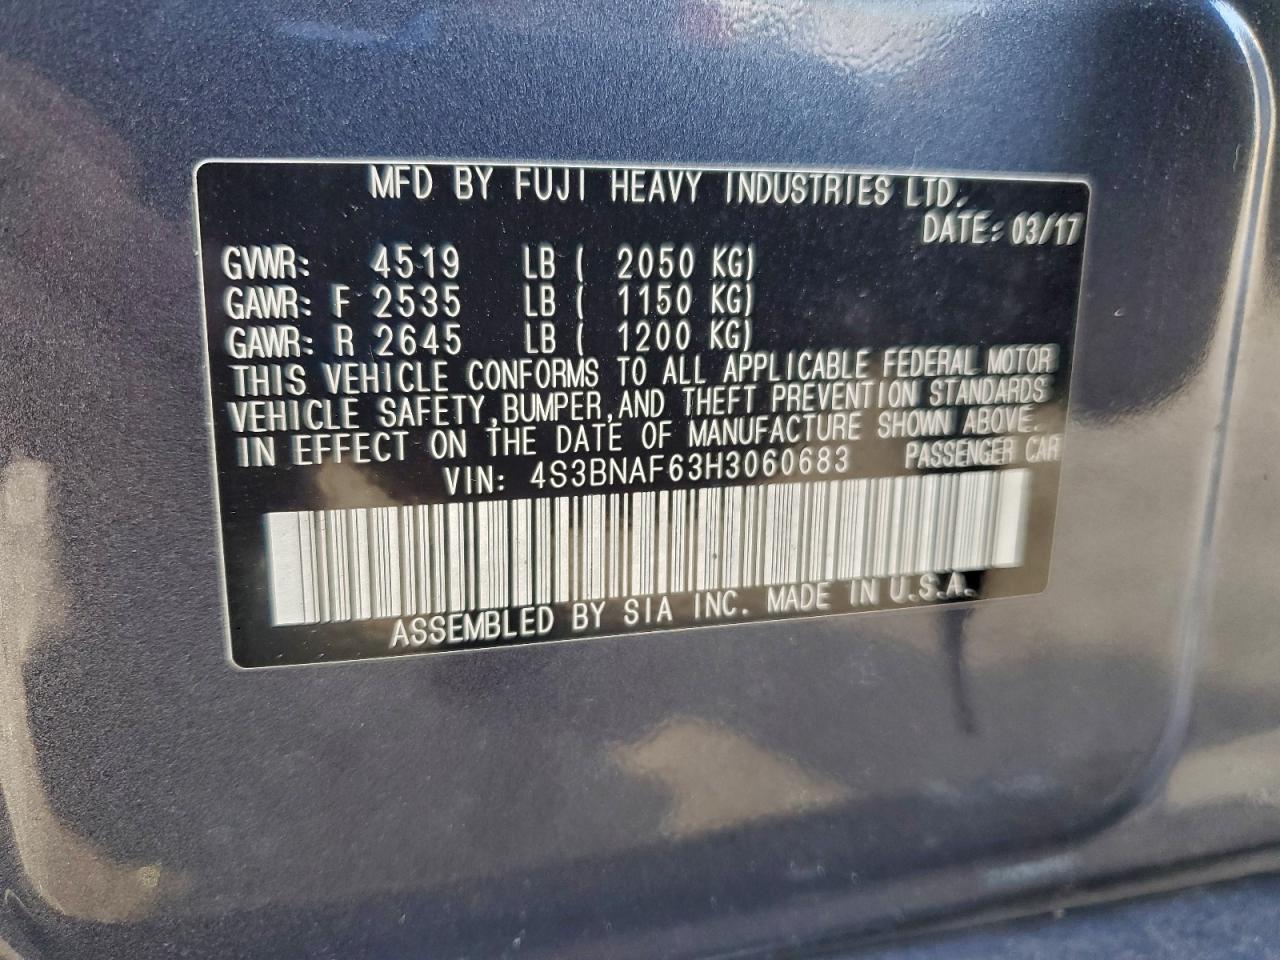 MFD BY FUJI HEAVY INDUSTRIES LTD.
DATE: 03/17
GVWR: 4519 LB ( 2050 KG)
GAWR: F 2535 LB ( 1150 KG)
GAWR: R 2645 LB ( 1200 KG)
THIS VEHICLE CONFORMS TO ALL APPLICABLE FEDERAL MOTOR
VEHICLE SAFETY, BUMPER, AND THEFT PREVENTION STANDARDS
IN EFFECT ON THE DATE OF MANUFACTURE SHOWN ABOVE.
VIN: 4S3BNAF63H3060683 PASSENGER CAR
ASSEMBLED BY SIA INC. MADE IN U.S.A.